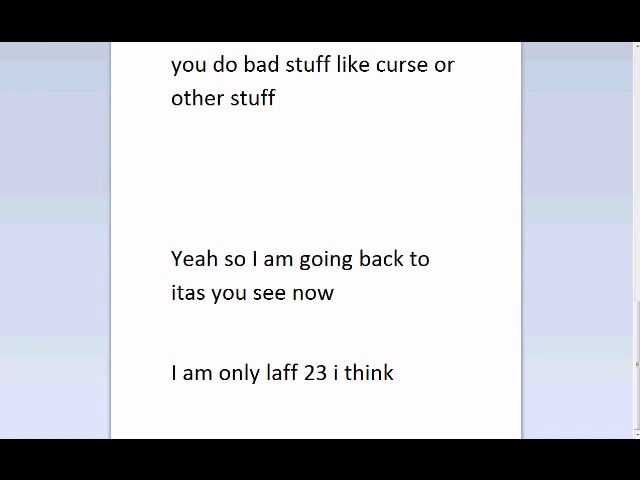 you do bad stuff like curse or
other stuff
Yeah so I am going back to
itas you see now
I am only laff 23 i think